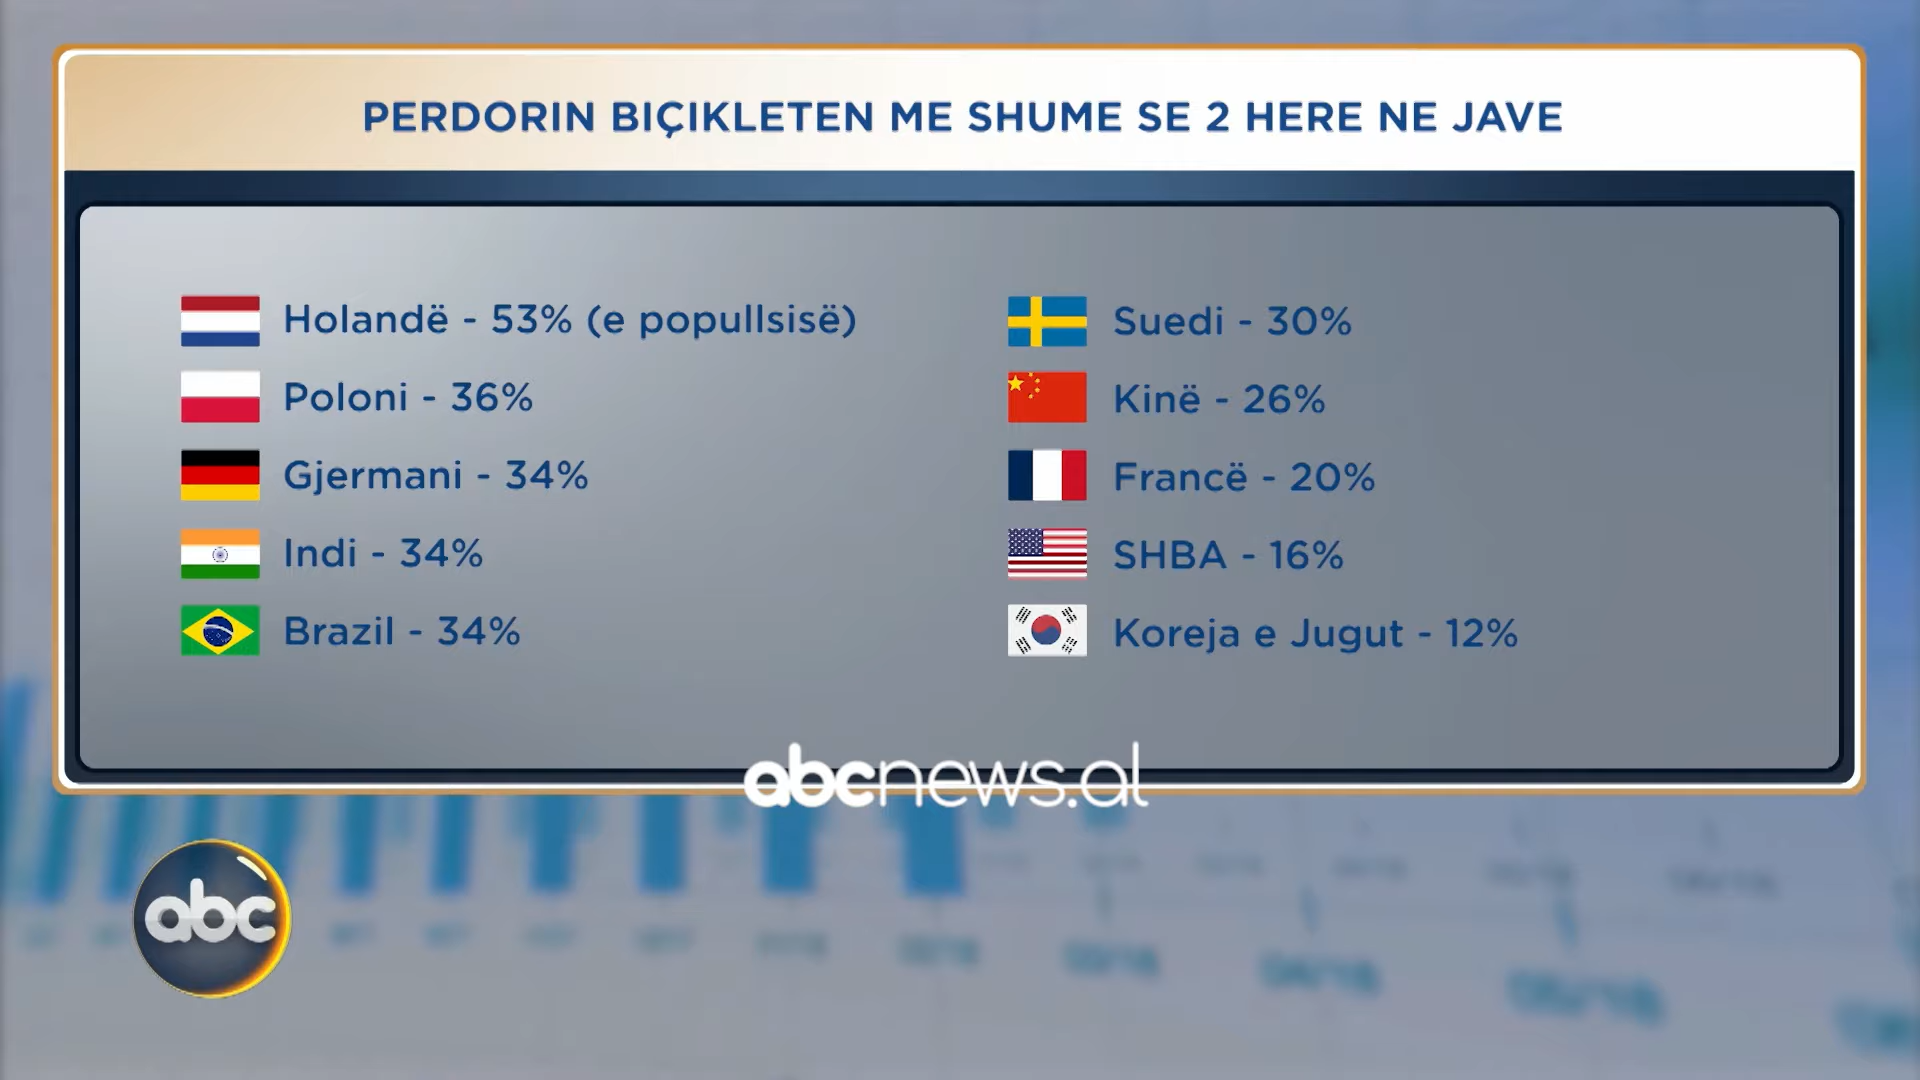 PERDORIN BIÇIKLETEN ME SHUME SE 2 HERE NE JAVE
Holandë - 53% (e popullsisë)
Poloni - 36%
Gjermani - 34%
Indi - 34%
Brazil - 34%
Suedi - 30%
Kinë - 26%
Francë - 20%
SHBA - 16%
Koreja e Jugut - 12%
abcnews.al
abc